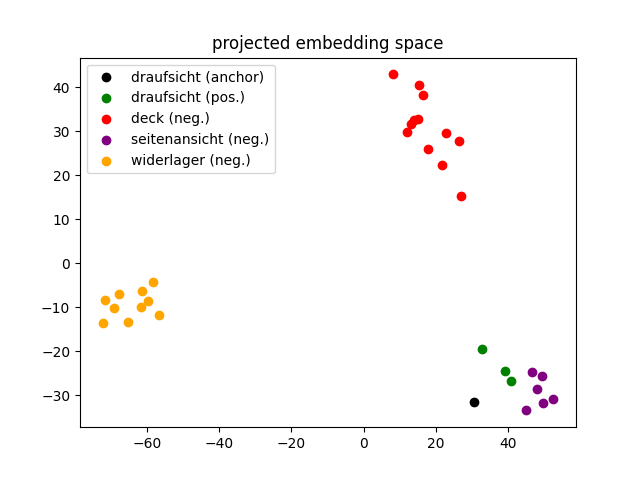 projected embedding space
draufsicht (anchor)
draufsicht (pos.)
deck (neg.)
seitenansicht (neg.)
widerlager (neg.)
40
30
20
10
0
−10
−20
−30
−60
−40
−20
0
20
40